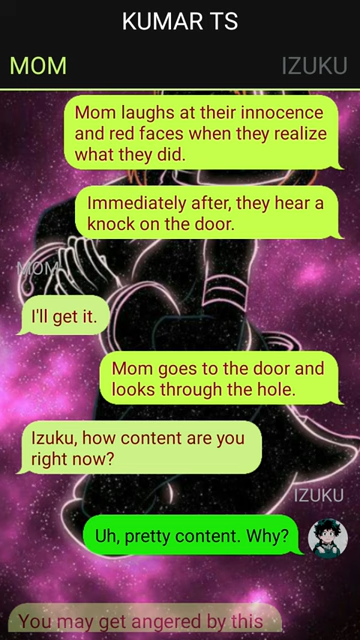 KUMAR TS
MOM
IZUKU
Mom laughs at their innocence
and red faces when they realize
what they did.
Immediately after, they hear a
knock on the door.
MOM
I'll get it.
Mom goes to the door and
looks through the hole.
Izuku, how content are you
right now?
IZUKU
Uh, pretty content. Why?
You may get angered by this